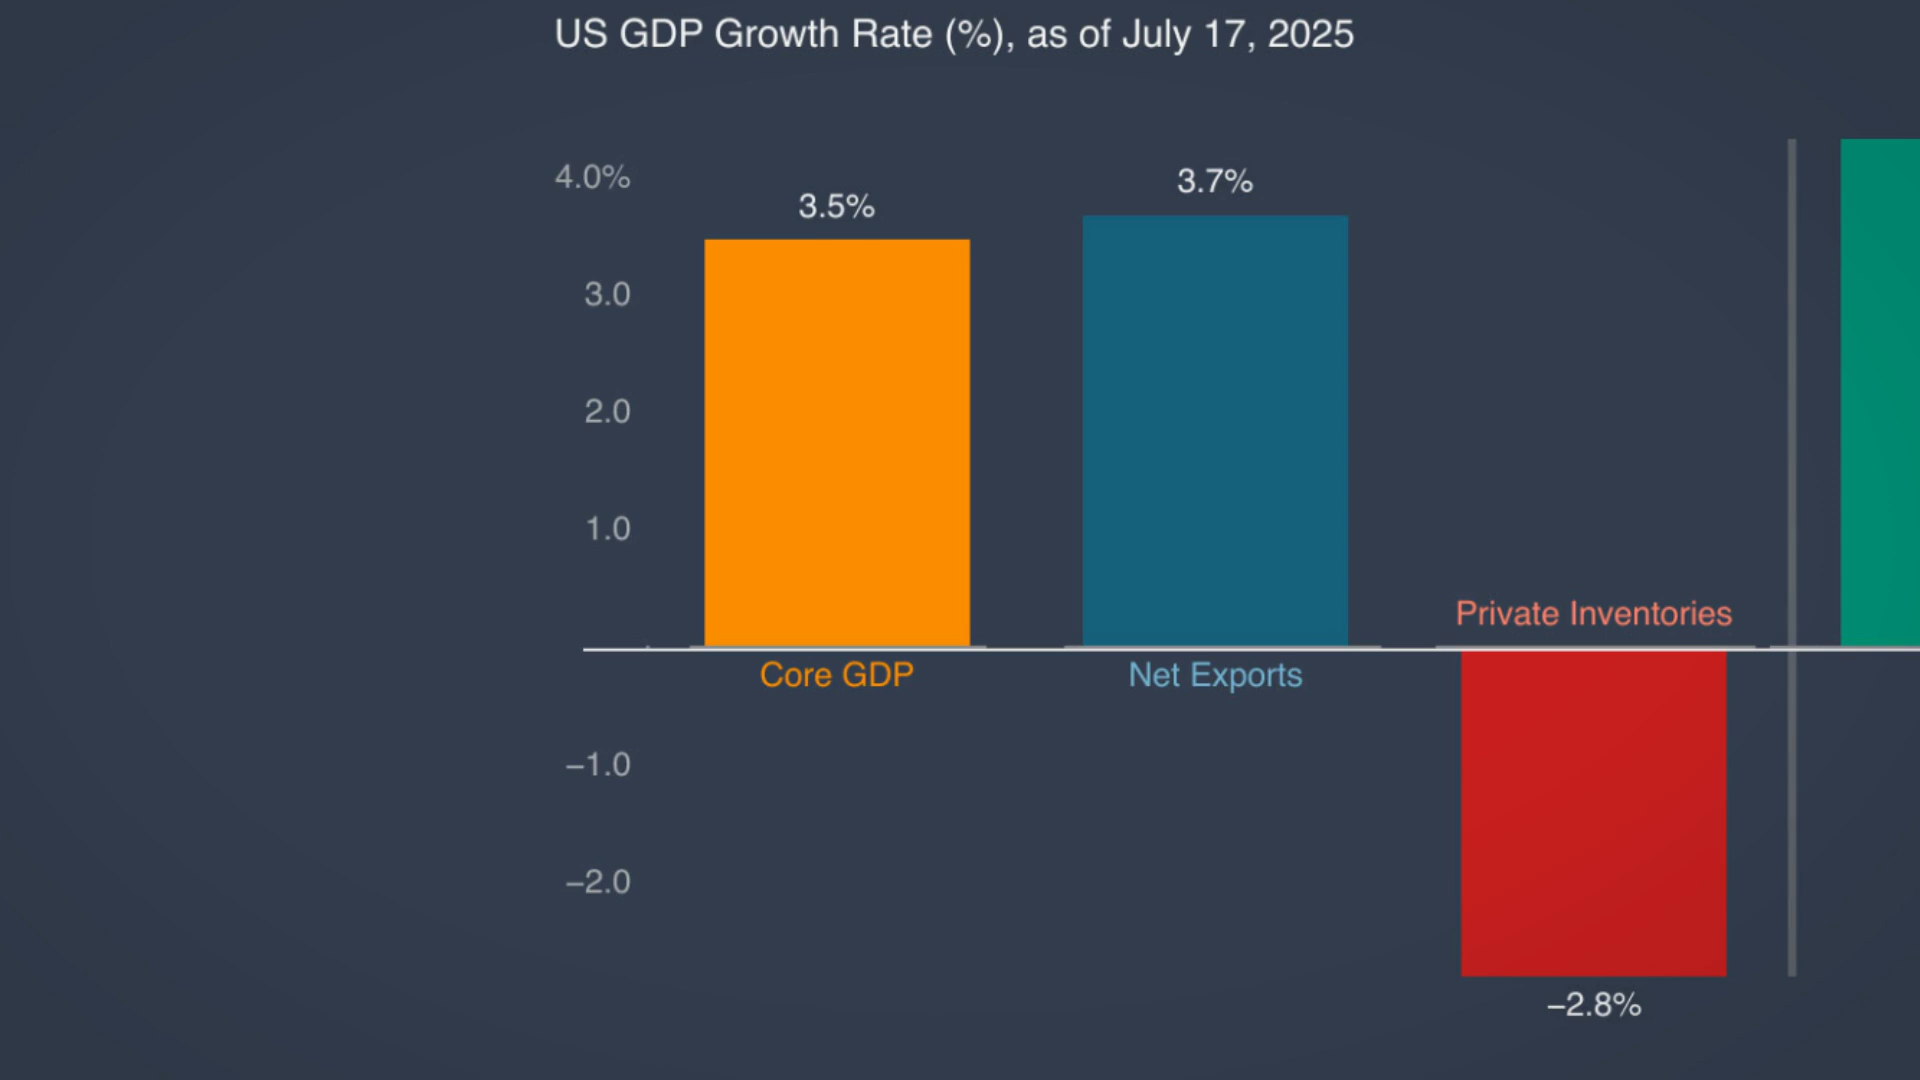 US GDP Growth Rate (%), as of July 17, 2025
4.0%
3.5%
3.7%
3.0
2.0
1.0
Private Inventories
Core GDP
Net Exports
–1.0
–2.0
–2.8%